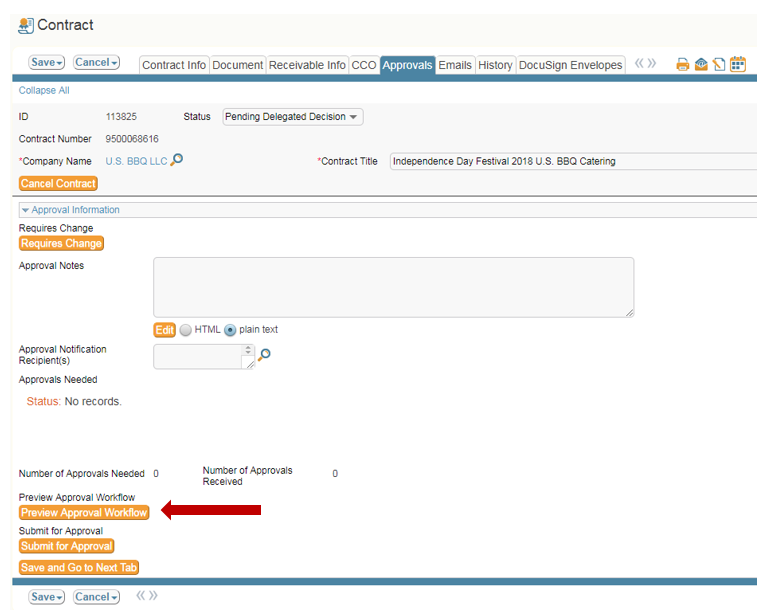 Contract
Save Cancel Contract Info Document Receivable Info CCO Approvals Emails History DocuSign Envelopes
Collapse All
ID 113825 Status Pending Delegated Decision
Contract Number 9500068616
*Company Name U.S. BBQ LLC *Contract Title Independence Day Festival 2018 U.S. BBQ Catering
Cancel Contract
Approval Information
Requires Change
Requires Change
Approval Notes
Edit HTML plain text
Approval Notification
Recipient(s)
Approvals Needed
Status: No records.
Number of Approvals Needed 0 Number of Approvals
Received 0
Preview Approval Workflow
Preview Approval Workflow
Submit for Approval
Submit for Approval
Save and Go to Next Tab
Save Cancel